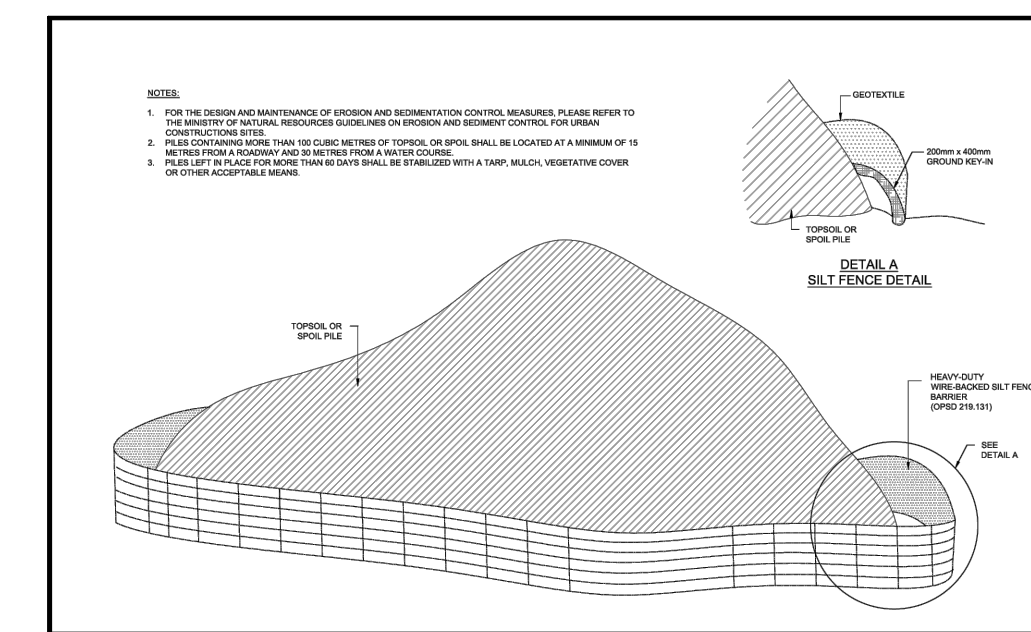 NOTES:
1. FOR THE DESIGN AND MAINTENANCE OF EROSION AND SEDIMENTATION CONTROL MEASURES, PLEASE REFER TO
THE MINISTRY OF NATURAL RESOURCES GUIDELINES ON EROSION AND SEDIMENT CONTROL FOR URBAN
CONSTRUCTIONS SITES.
2. PILES CONTAINING MORE THAN 100 CUBIC METRES OF TOPSOIL OR SPOIL SHALL BE LOCATED AT A MINIMUM OF 15
METRES FROM A ROADWAY AND 30 METRES FROM A WATER COURSE.
3. PILES LEFT IN PLACE FOR MORE THAN 60 DAYS SHALL BE STABILIZED WITH A TARP, MULCH, VEGETATIVE COVER
OR OTHER ACCEPTABLE MEANS.
GEOTEXTILE
200mm x 400mm
GROUND KEY-IN
TOPSOIL OR
SPOIL PILE
DETAIL A
SILT FENCE DETAIL
TOPSOIL OR
SPOIL PILE
HEAVY-DUTY
WIRE-BACKED SILT FENC
BARRIER
(OPSD 219.131)
SEE
DETAIL A